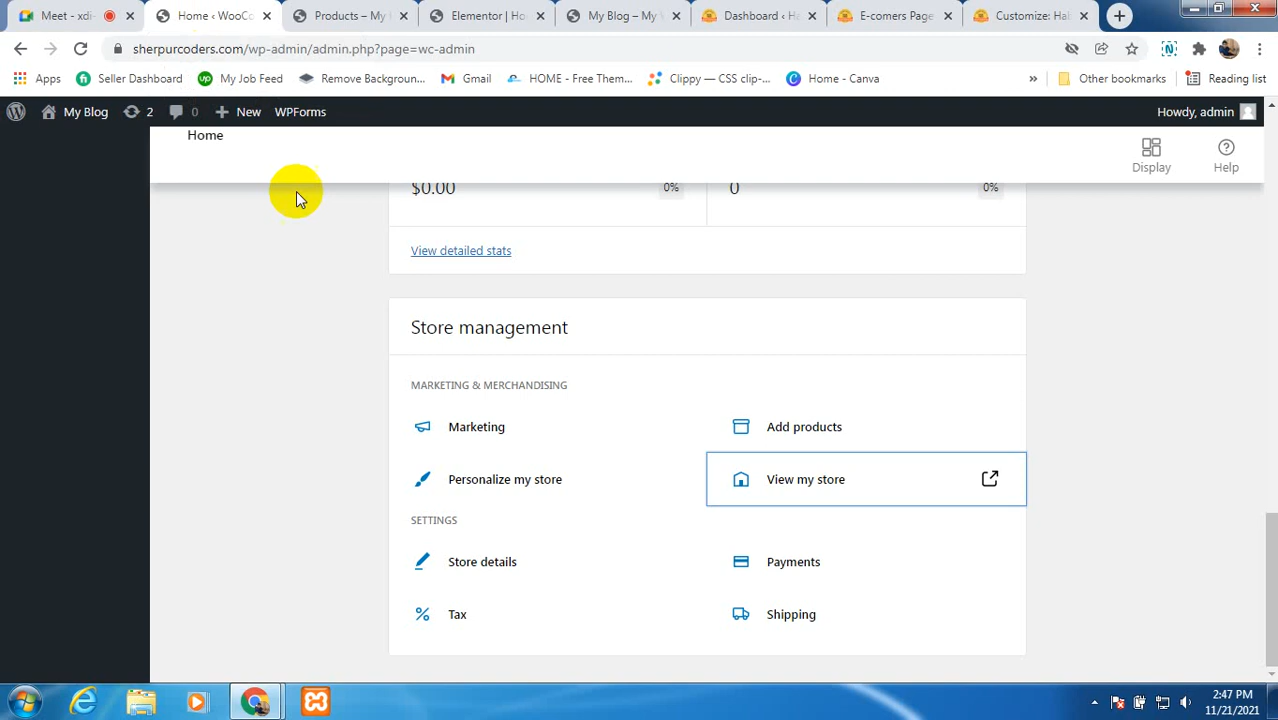 Meet - xdi
Home ‹ WooCo
Products – My
Elementor ‹ Ho
My Blog – My
Dashboard ‹ Ha
E-comers Page
Customize: Hal
sherpurcoders.com/wp-admin/admin.php?page=wc-admin
Apps
Seller Dashboard
My Job Feed
Remove Backgroun...
Gmail
HOME - Free Them...
Clippy — CSS clip-...
Home - Canva
»
Other bookmarks
Reading list
My Blog
2
0
New
WPForms
Howdy, admin
Home
Display
Help
$0.00
0%
0
0%
View detailed stats
Store management
MARKETING & MERCHANDISING
Marketing
Add products
Personalize my store
View my store
SETTINGS
Store details
Payments
Tax
Shipping
2:47 PM
11/21/2021